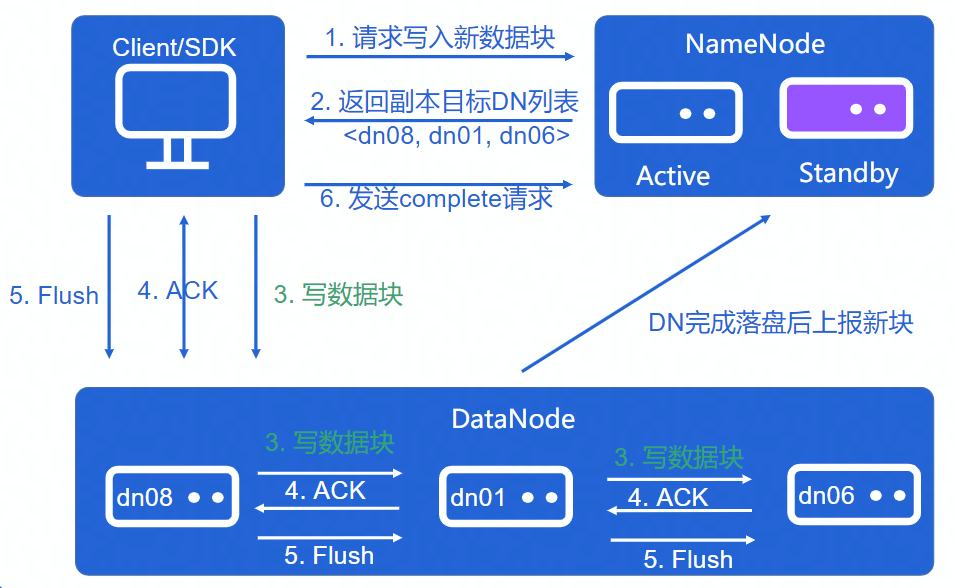 Client/SDK
1. 请求写入新数据块
NameNode
2. 返回副本目标DN列表
<dn08, dn01, dn06>
Active
Standby
6. 发送complete请求
5. Flush
4. ACK
3. 写数据块
DN完成落盘后上报新块
DataNode
3. 写数据块
3. 写数据块
dn08
4. ACK
dn01
4. ACK
dn06
5. Flush
5. Flush